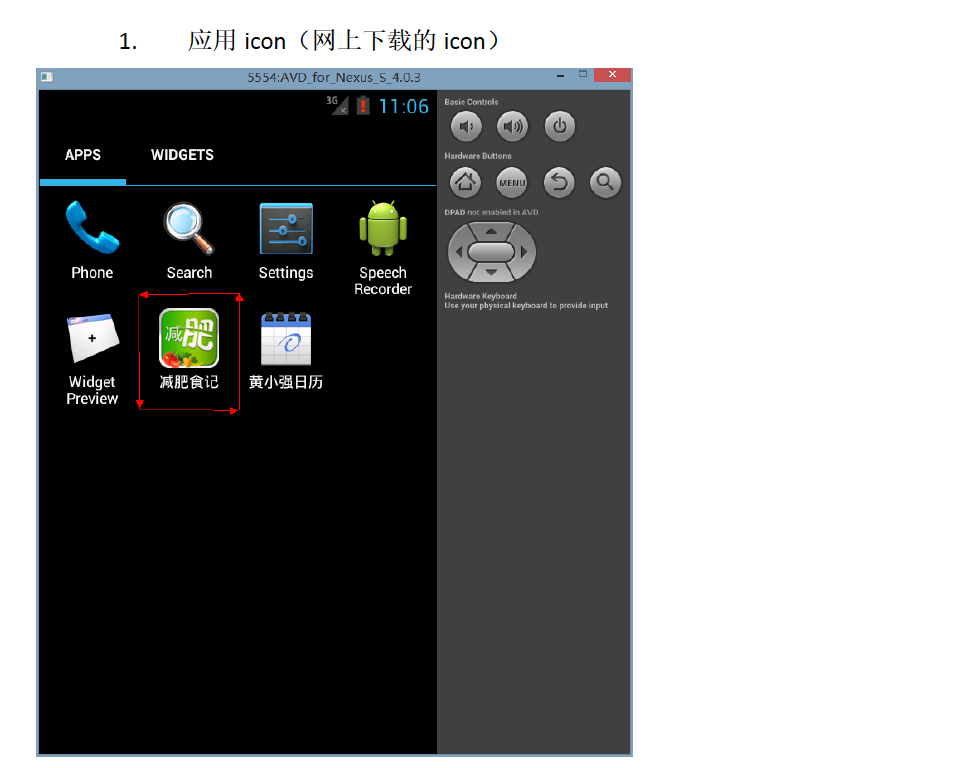 1. 应用 icon（网上下载的 icon）
5554:AVD_for_Nexus_S_4.0.3
3G
11:06
APPS WIDGETS
Phone Search Settings Speech Recorder
减肥
Widget Preview 减肥食记 黄小强日历
Basic Controls
Hardware Buttons
MENU
DPAD not enabled in AVD
Hardware Keyboard
Use your physical keyboard to provide input